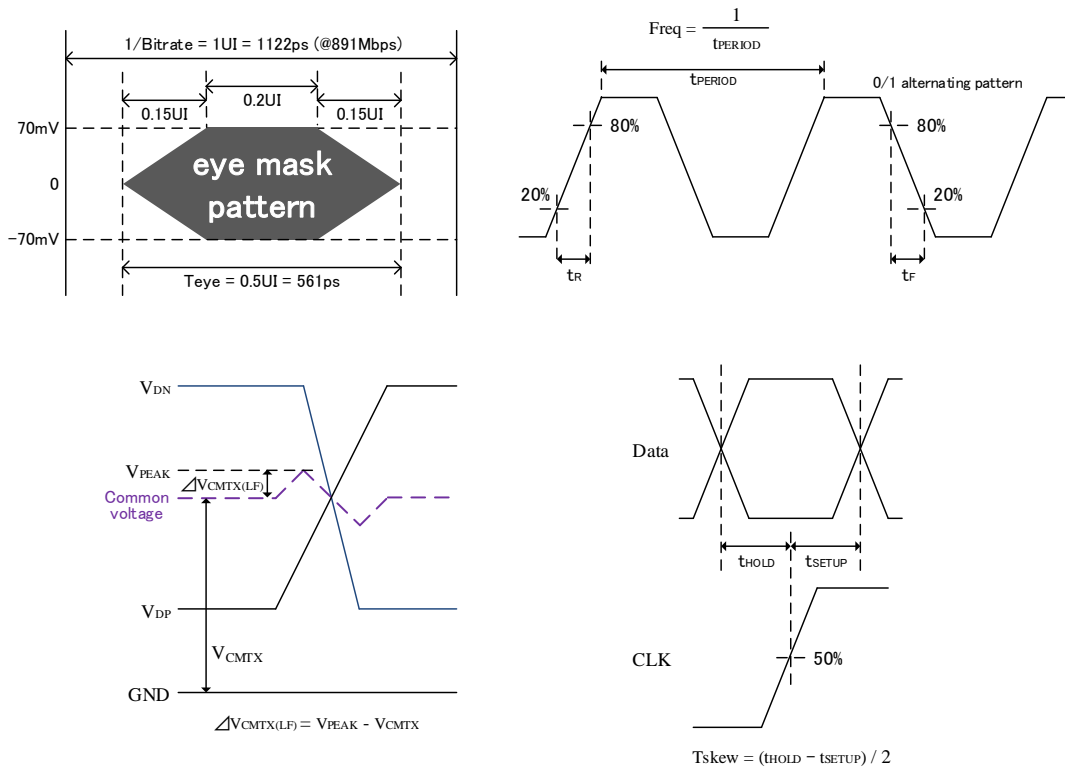 1/Bitrate = 1UI = 1122ps (@891Mbps)
0.2UI
0.15UI
0.15UI
70mV
0
-70mV
eye mask
pattern
Teye = 0.5UI = 561ps
Freq = 1
tPERIOD
tPERIOD
0/1 alternating pattern
80%
80%
20%
20%
tR
tF
VDN
VPEAK
⊿VCMTX(LF)
Common
voltage
VDP
VCMTX
GND
⊿VCMTX(LF) = VPEAK - VCMTX
Data
tHOLD
tSETUP
CLK
50%
Tskew = (tHOLD − tSETUP) / 2